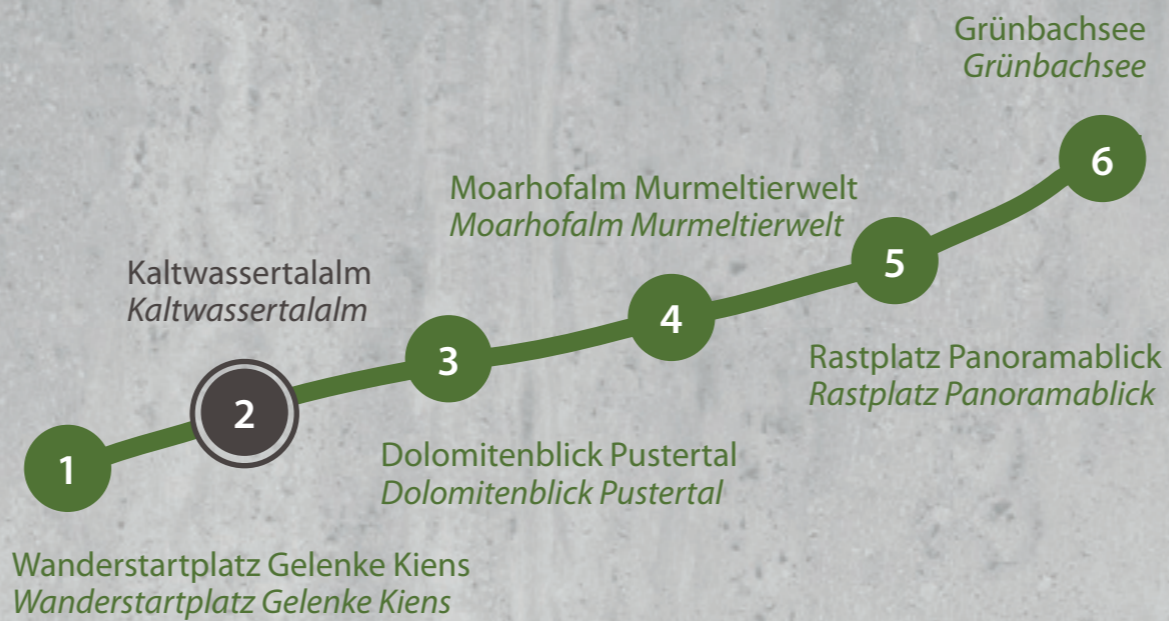 Grünbachsee
Grünbachsee
6
Moarhofalm Murmeltierwelt
Moarhofalm Murmeltierwelt
5
Kaltwassertalalm
Kaltwassertalalm
4
3
Rastplatz Panoramablick
Rastplatz Panoramablick
2
Dolomitenblick Pustertal
Dolomitenblick Pustertal
1
Wanderstartplatz Gelenke Kiens
Wanderstartplatz Gelenke Kiens